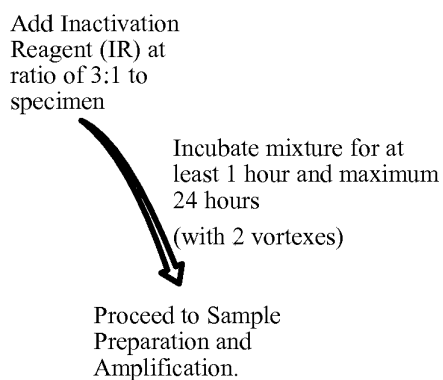 Add Inactivation
Reagent (IR) at
ratio of 3:1 to
specimen
Incubate mixture for at
least 1 hour and maximum
24 hours
(with 2 vortexes)
Proceed to Sample
Preparation and
Amplification.